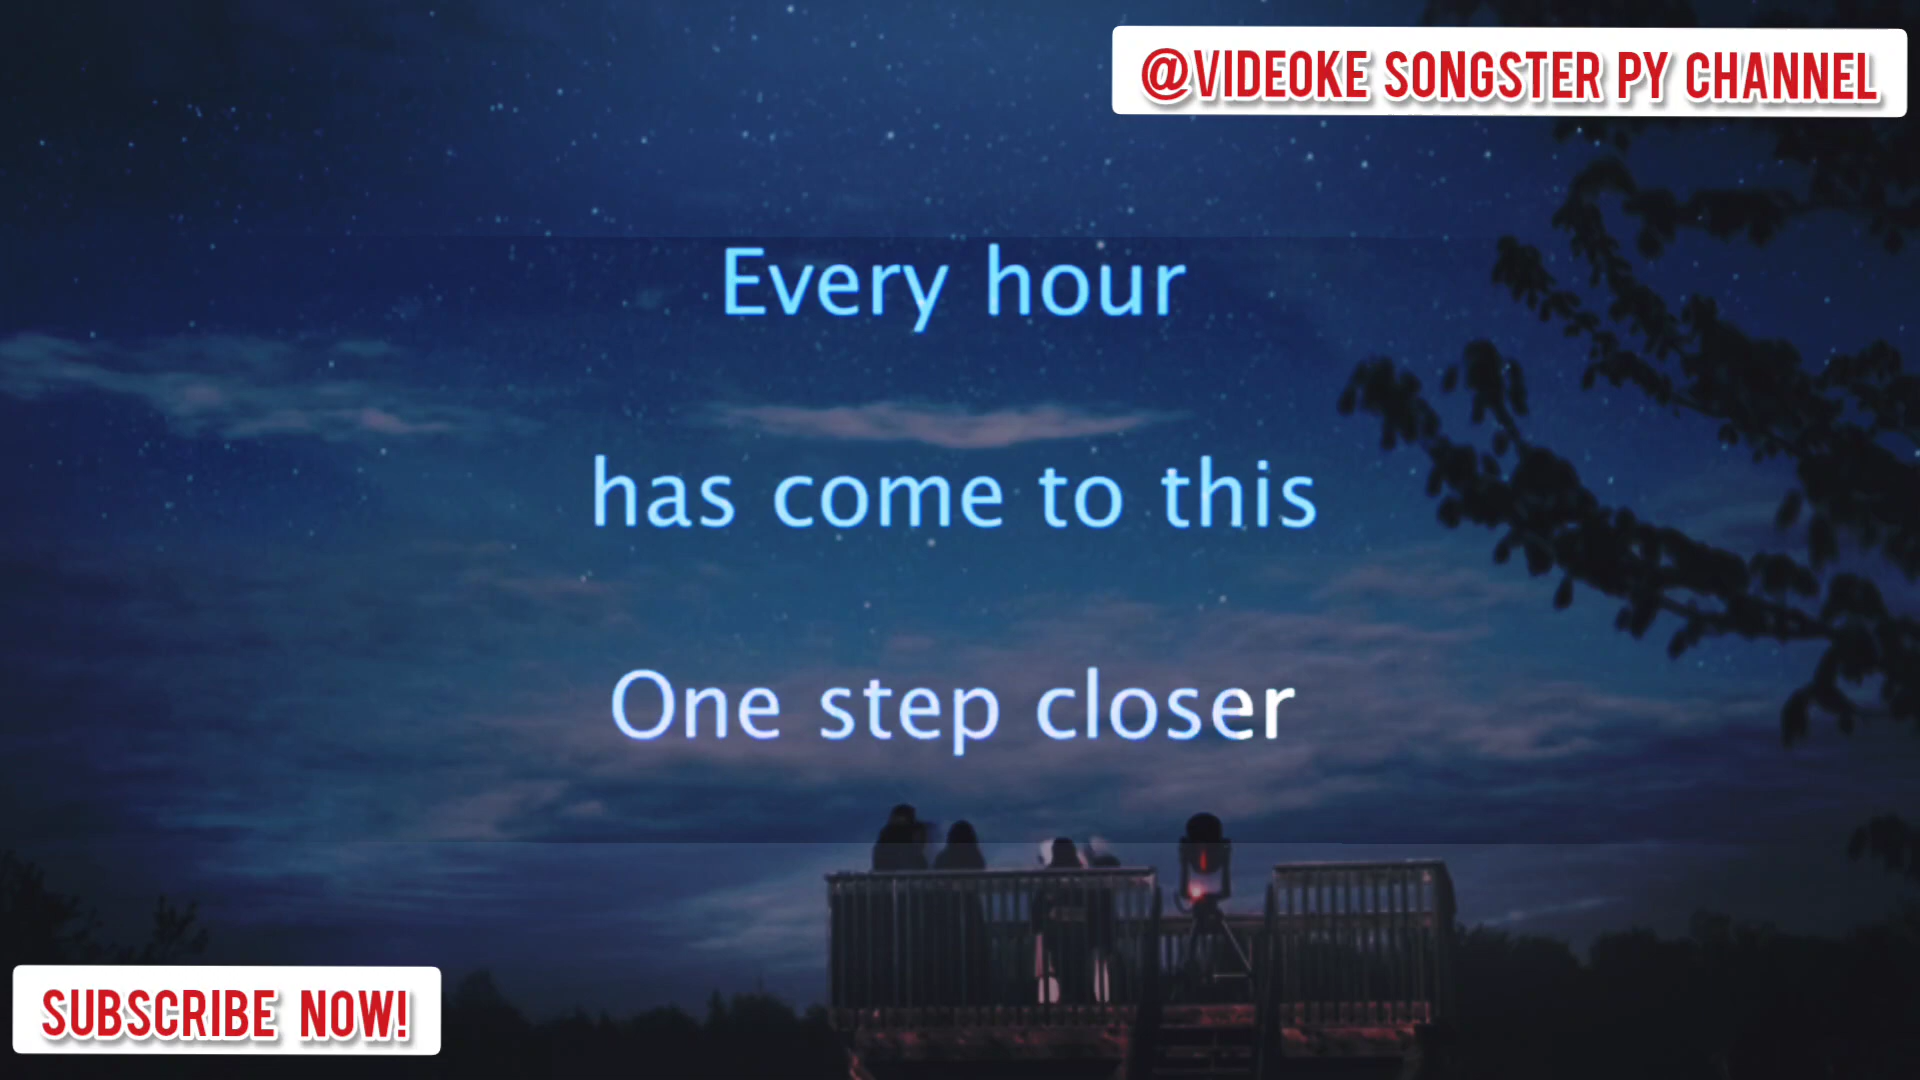 @VIDEOKE SONGSTER PY CHANNEL
Every hour
has come to this
One step closer
SUBSCRIBE NOW!